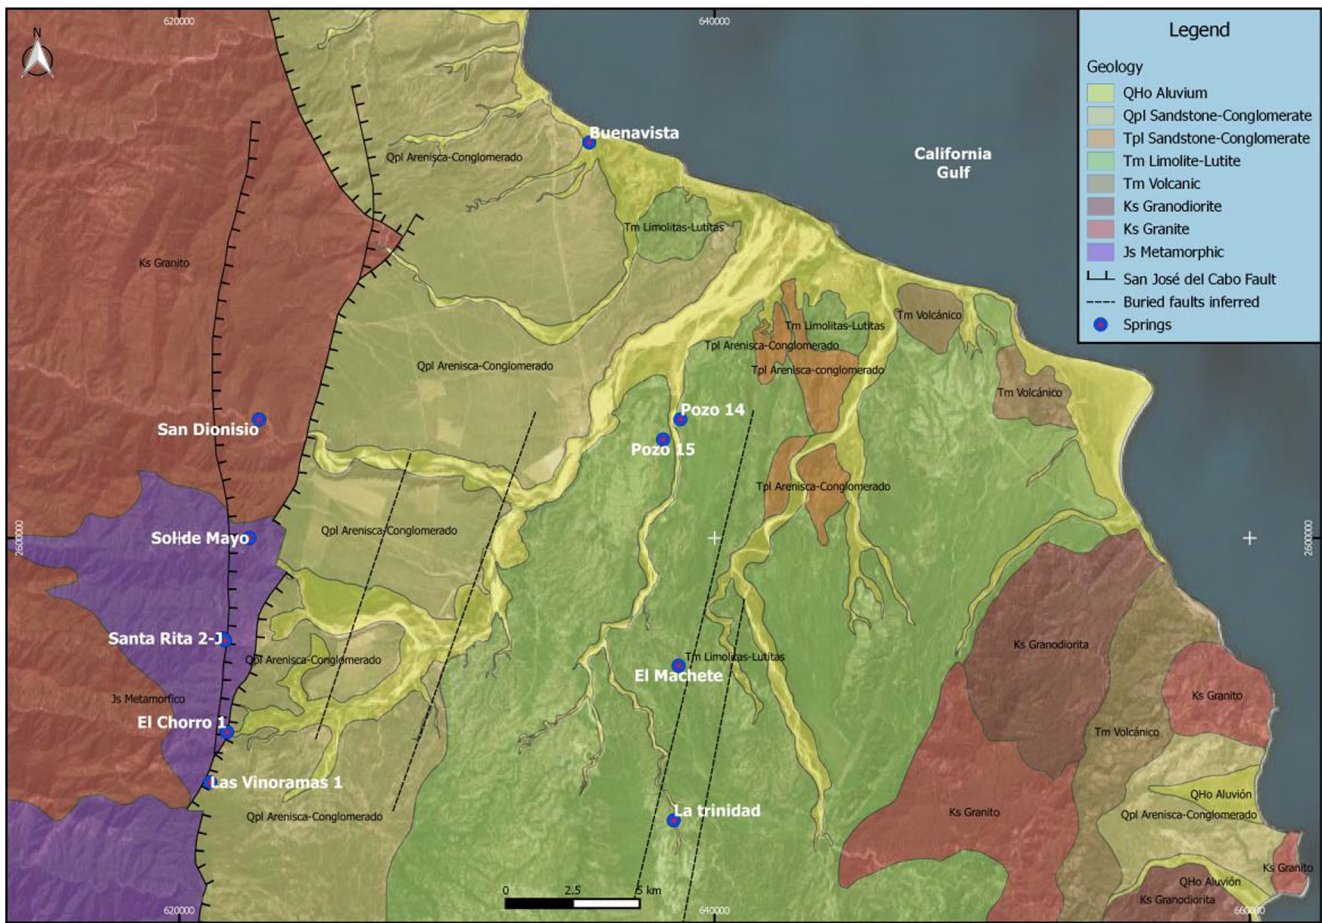 620000
640000
N
Legend
Geology
QHo Aluvium
Qpl Sandstone-Conglomerate
Tpl Sandstone-Conglomerate
Tm Limolite-Lutite
Tm Volcanic
Ks Granodiorite
Ks Granite
Js Metamorphic
San José del Cabo Fault
Buried faults inferred
Springs
Buenavista
California
Gulf
Qpl Arenisca-Conglomerado
Tm Limolitas-Lutitas
Ks Granito
Tm Volcánico
Tm Limolitas-Lutitas
Tpl Arenisca-Conglomerado
Qpl Arenisca-Conglomerado
Tpl Arenisca-conglomerado
Tm Volcánico
San Dionisio
Pozo 14
Pozo 15
Tpl Arenisca-Conglomerado
Qpl Arenisca-Conglomerado
2600000
Sol de Mayo
2600000
Santa Rita 2-J
Qpl Arenisca-Conglomerado
Tm Limolitas-Lutitas
El Machete
Ks Granodiorita
Js Metamorfico
Ks Granito
El Chorro 1
Tm Volcánico
Las Vinoramas 1
QHo Aluvión
Qpl Arenisca-Conglomerado
La trinidad
Ks Granito
Qpl Arenisca-Conglomerado
Ks Granito
QHo Aluvión
Ks Granodiorita
0 2.5 5 km
620000
640000
660000